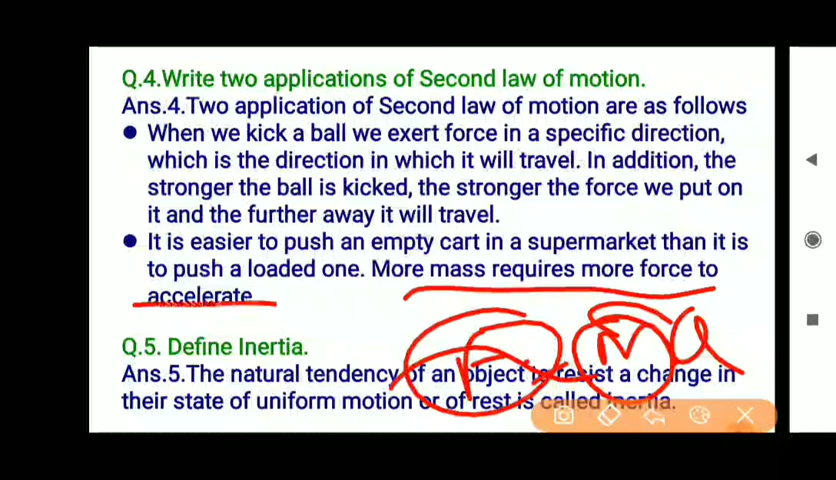 Q.4.Write two applications of Second law of motion.
Ans.4.Two application of Second law of motion are as follows
● When we kick a ball we exert force in a specific direction,
which is the direction in which it will travel. In addition, the
stronger the ball is kicked, the stronger the force we put on
it and the further away it will travel.
● It is easier to push an empty cart in a supermarket than it is
to push a loaded one. More mass requires more force to
accelerate
F = ma
Q.5. Define Inertia.
Ans.5.The natural tendency of an object to resist a change in
their state of uniform motion or of rest is called inertia.